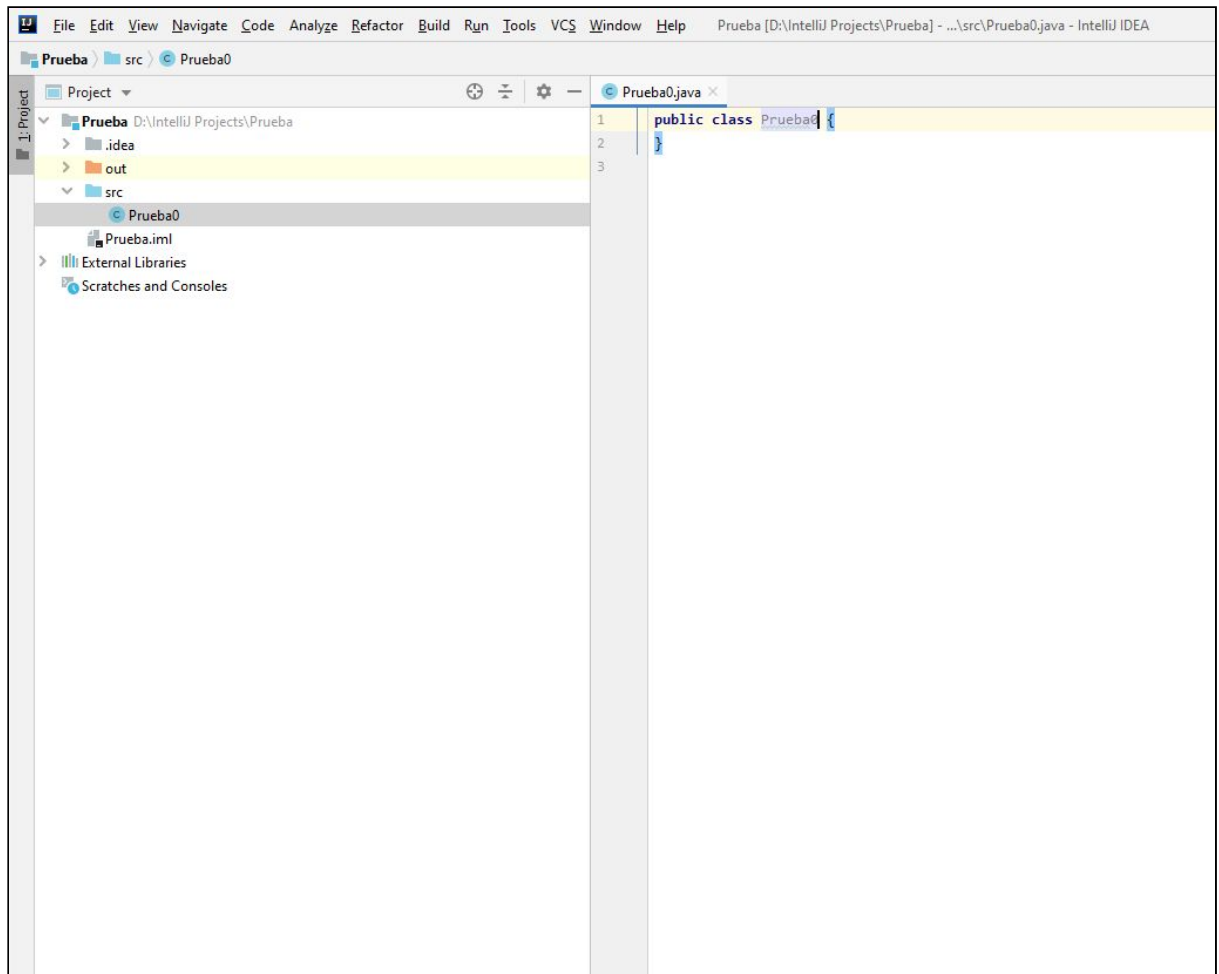 IJ File Edit View Navigate Code Analyze Refactor Build Run Tools VCS Window Help Prueba [D:\IntelliJ Projects\Prueba] - ...\src\Prueba0.java - IntelliJ IDEA
Prueba src C Prueba0
1: Project
Project
Prueba D:\IntelliJ Projects\Prueba
.idea
out
src
C Prueba0
Prueba.iml
External Libraries
Scratches and Consoles
C Prueba0.java
1 public class Prueba0 {
2 }
3